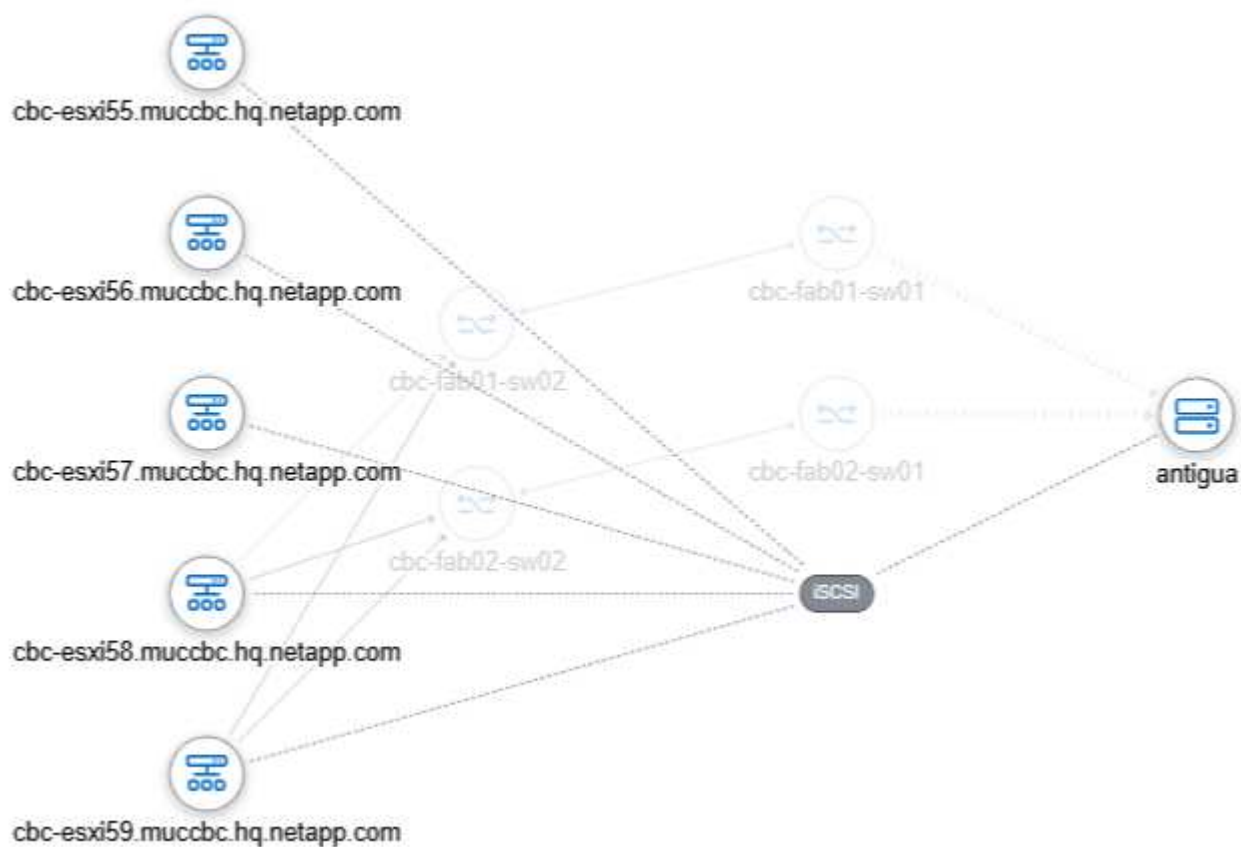 cbc-esxi55.muccbc.hq.netapp.com
cbc-esxi56.muccbc.hq.netapp.com
cbc-fab01-sw01
cbc-fab01-sw02
cbc-esxi57.muccbc.hq.netapp.com
cbc-fab02-sw01
antigua
cbc-fab02-sw02
iSCSI
cbc-esxi58.muccbc.hq.netapp.com
cbc-esxi59.muccbc.hq.netapp.com